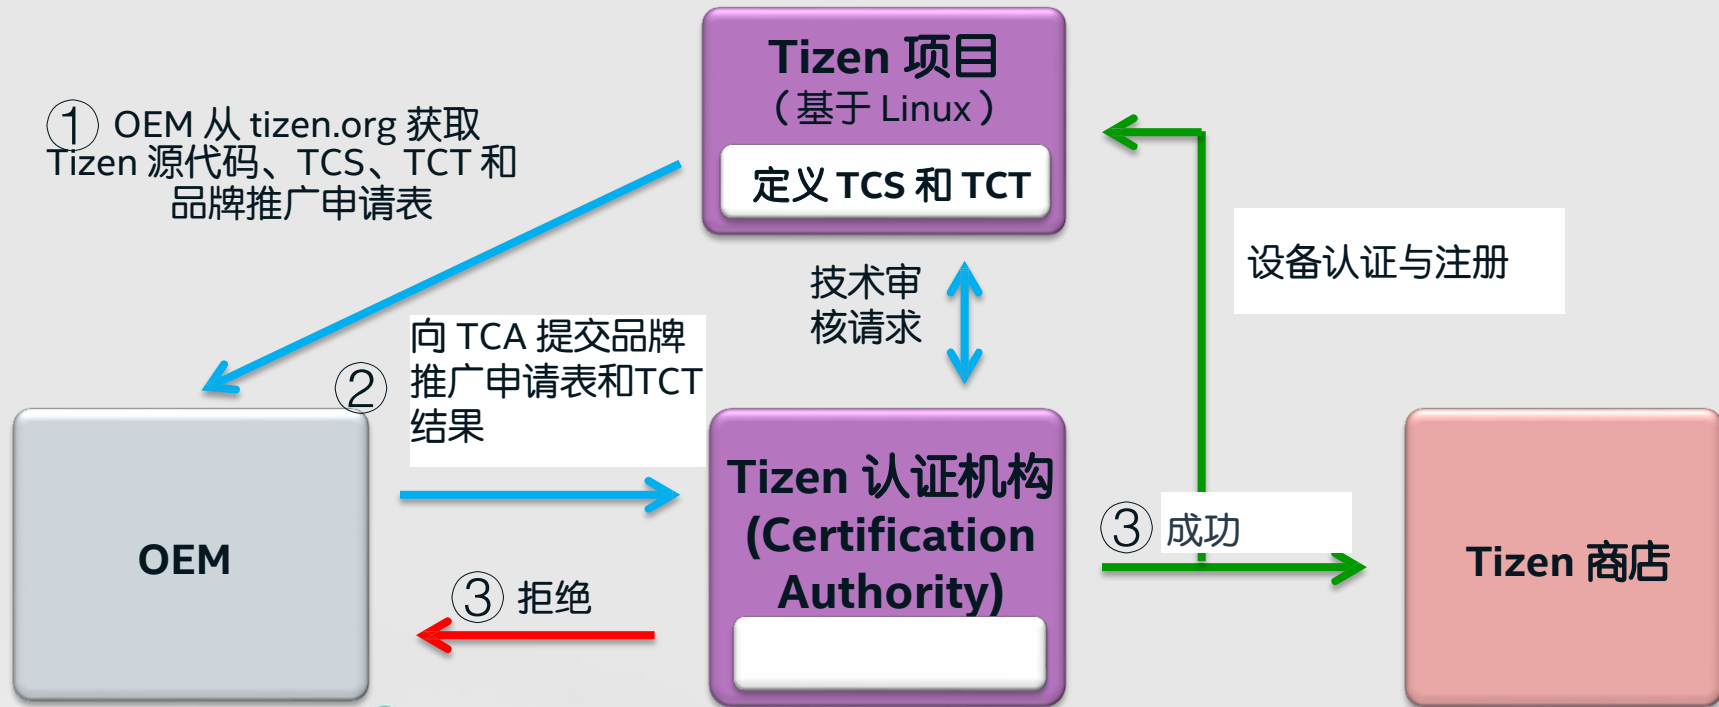 Tizen 项目
（基于 Linux）
定义 TCS 和 TCT
① OEM 从 tizen.org 获取
Tizen 源代码、TCS、TCT 和
品牌推广申请表
设备认证与注册
技术审
核请求
②
向 TCA 提交品牌
推广申请表和TCT
结果
OEM
Tizen 认证机构
(Certification
Authority)
③ 成功
Tizen 商店
③ 拒绝